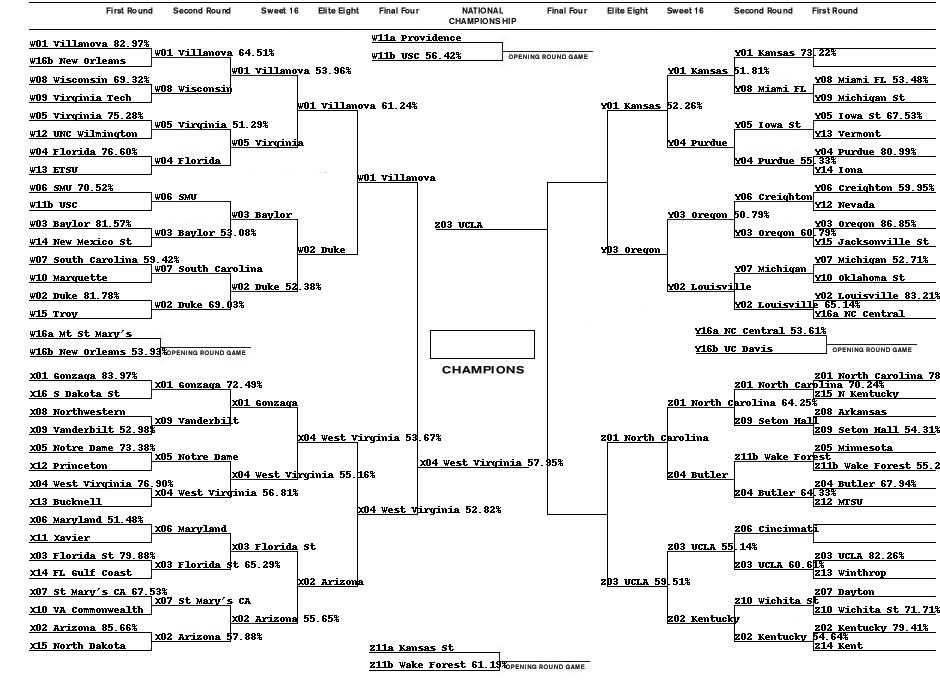 First Round
Second Round
Sweet 16
Elite Eight
Final Four
NATIONAL
CHAMPIONSHIP
Final Four
Elite Eight
Sweet 16
Second Round
First Round
W01 Villanova 82.97%
W16b New Orleans
W08 Wisconsin 69.32%
W09 Virginia Tech
W05 Virginia 75.28%
W12 UNC Wilmington
W04 Florida 76.60%
W13 ETSU
W06 SMU 70.52%
W11b USC
W03 Baylor 81.57%
W14 New Mexico St
W07 South Carolina 59.42%
W10 Marquette
W02 Duke 81.78%
W15 Troy
W16a Mt St Mary's
W16b New Orleans 53.93%
OPENING ROUND GAME
W01 Villanova 64.51%
W08 Wisconsin
W05 Virginia 51.29%
W04 Florida
W06 SMU
W03 Baylor 53.08%
W07 South Carolina
W02 Duke 69.03%
W01 Villanova 53.96%
W05 Virginia
W03 Baylor
W02 Duke 52.38%
W01 Villanova 61.24%
W02 Duke
W01 Villanova
W11a Providence
W11b USC 56.42%
OPENING ROUND GAME
X01 Gonzaga 83.97%
X16 S Dakota St
X08 Northwestern
X09 Vanderbilt 52.98%
X05 Notre Dame 73.38%
X12 Princeton
X04 West Virginia 76.90%
X13 Bucknell
X06 Maryland 51.48%
X11 Xavier
X03 Florida St 79.88%
X14 FL Gulf Coast
X07 St Mary's CA 67.53%
X10 VA Commonwealth
X02 Arizona 85.66%
X15 North Dakota
X01 Gonzaga 72.49%
X09 Vanderbilt
X05 Notre Dame
X04 West Virginia 56.81%
X06 Maryland
X03 Florida St 65.29%
X07 St Mary's CA
X02 Arizona 57.88%
X01 Gonzaga
X04 West Virginia 55.16%
X03 Florida St
X02 Arizona 55.65%
X04 West Virginia 53.67%
X02 Arizona
X04 West Virginia 52.82%
X04 West Virginia 57.95%
Z03 UCLA
CHAMPIONS
Z11a Kansas St
Z11b Wake Forest 61.19%
OPENING ROUND GAME
Y01 Kansas 52.26%
Y03 Oregon
Y01 Kansas 51.81%
Y04 Purdue
Y03 Oregon 50.79%
Y02 Louisville
Y01 Kansas 73.22%
Y08 Miami FL
Y05 Iowa St
Y04 Purdue 55.33%
Y06 Creighton
Y03 Oregon 60.79%
Y07 Michigan
Y02 Louisville 65.14%
Y08 Miami FL 53.48%
Y09 Michigan St
Y05 Iowa St 67.53%
Y13 Vermont
Y04 Purdue 80.99%
Y14 Iona
Y06 Creighton 59.95%
Y12 Nevada
Y03 Oregon 86.85%
Y15 Jacksonville St
Y07 Michigan 52.71%
Y10 Oklahoma St
Y02 Louisville 83.21%
Y16a NC Central
Y16a NC Central 53.61%
Y16b UC Davis
OPENING ROUND GAME
Z01 North Carolina
Z03 UCLA 59.51%
Z01 North Carolina 64.25%
Z04 Butler
Z03 UCLA 55.14%
Z02 Kentucky
Z01 North Carolina 70.24%
Z09 Seton Hall
Z11b Wake Forest
Z04 Butler 64.33%
Z06 Cincinnati
Z03 UCLA 60.61%
Z10 Wichita St
Z02 Kentucky 54.64%
Z01 North Carolina 78
Z15 N Kentucky
Z08 Arkansas
Z09 Seton Hall 54.31%
Z05 Minnesota
Z11b Wake Forest 55.2
Z04 Butler 67.94%
Z12 MTSU
Z03 UCLA 82.26%
Z13 Winthrop
Z07 Dayton
Z10 Wichita St 71.71%
Z02 Kentucky 79.41%
Z14 Kent